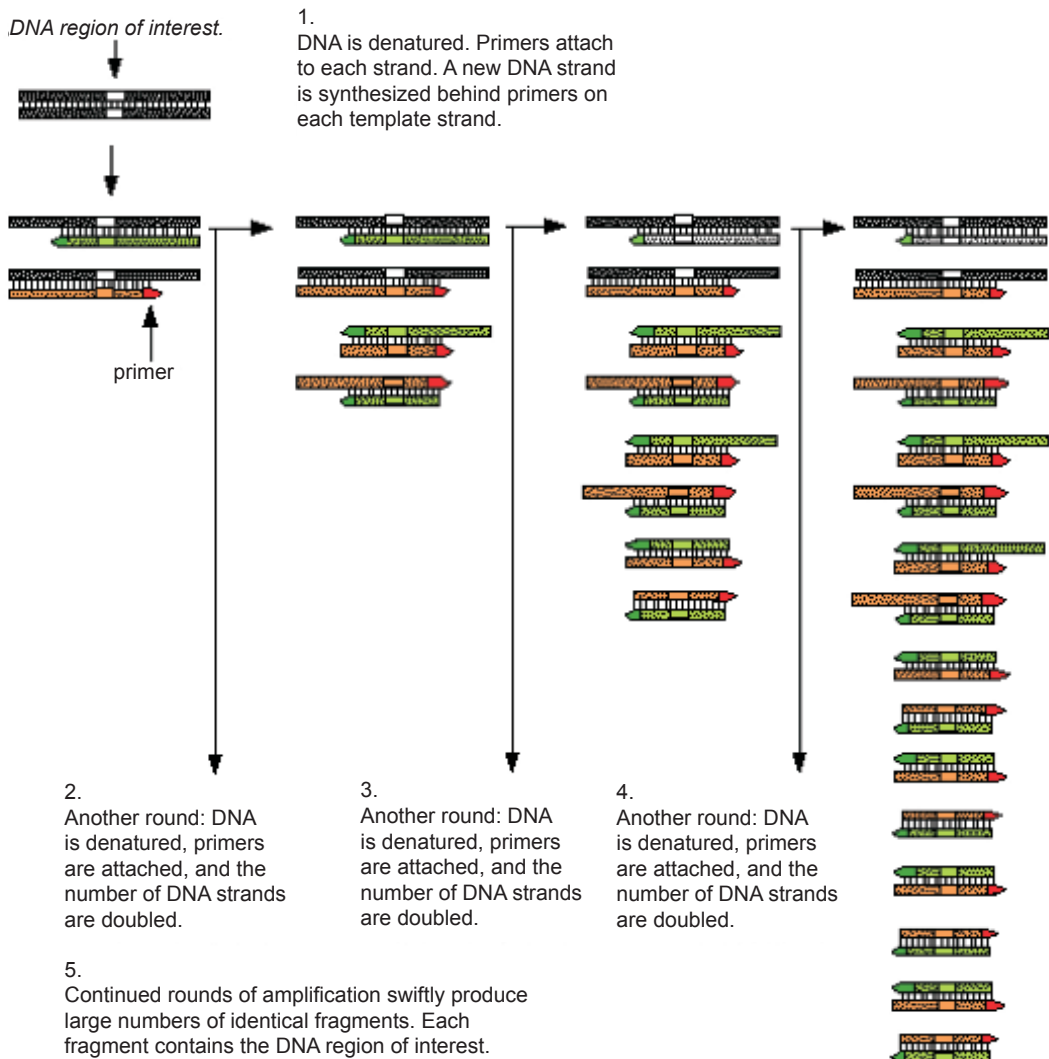 DNA region of interest.
1.
DNA is denatured. Primers attach
to each strand. A new DNA strand
is synthesized behind primers on
each template strand.
primer
2.
Another round: DNA
is denatured, primers
are attached, and the
number of DNA strands
are doubled.
3.
Another round: DNA
is denatured, primers
are attached, and the
number of DNA strands
are doubled.
4.
Another round: DNA
is denatured, primers
are attached, and the
number of DNA strands
are doubled.
5.
Continued rounds of amplification swiftly produce
large numbers of identical fragments. Each
fragment contains the DNA region of interest.